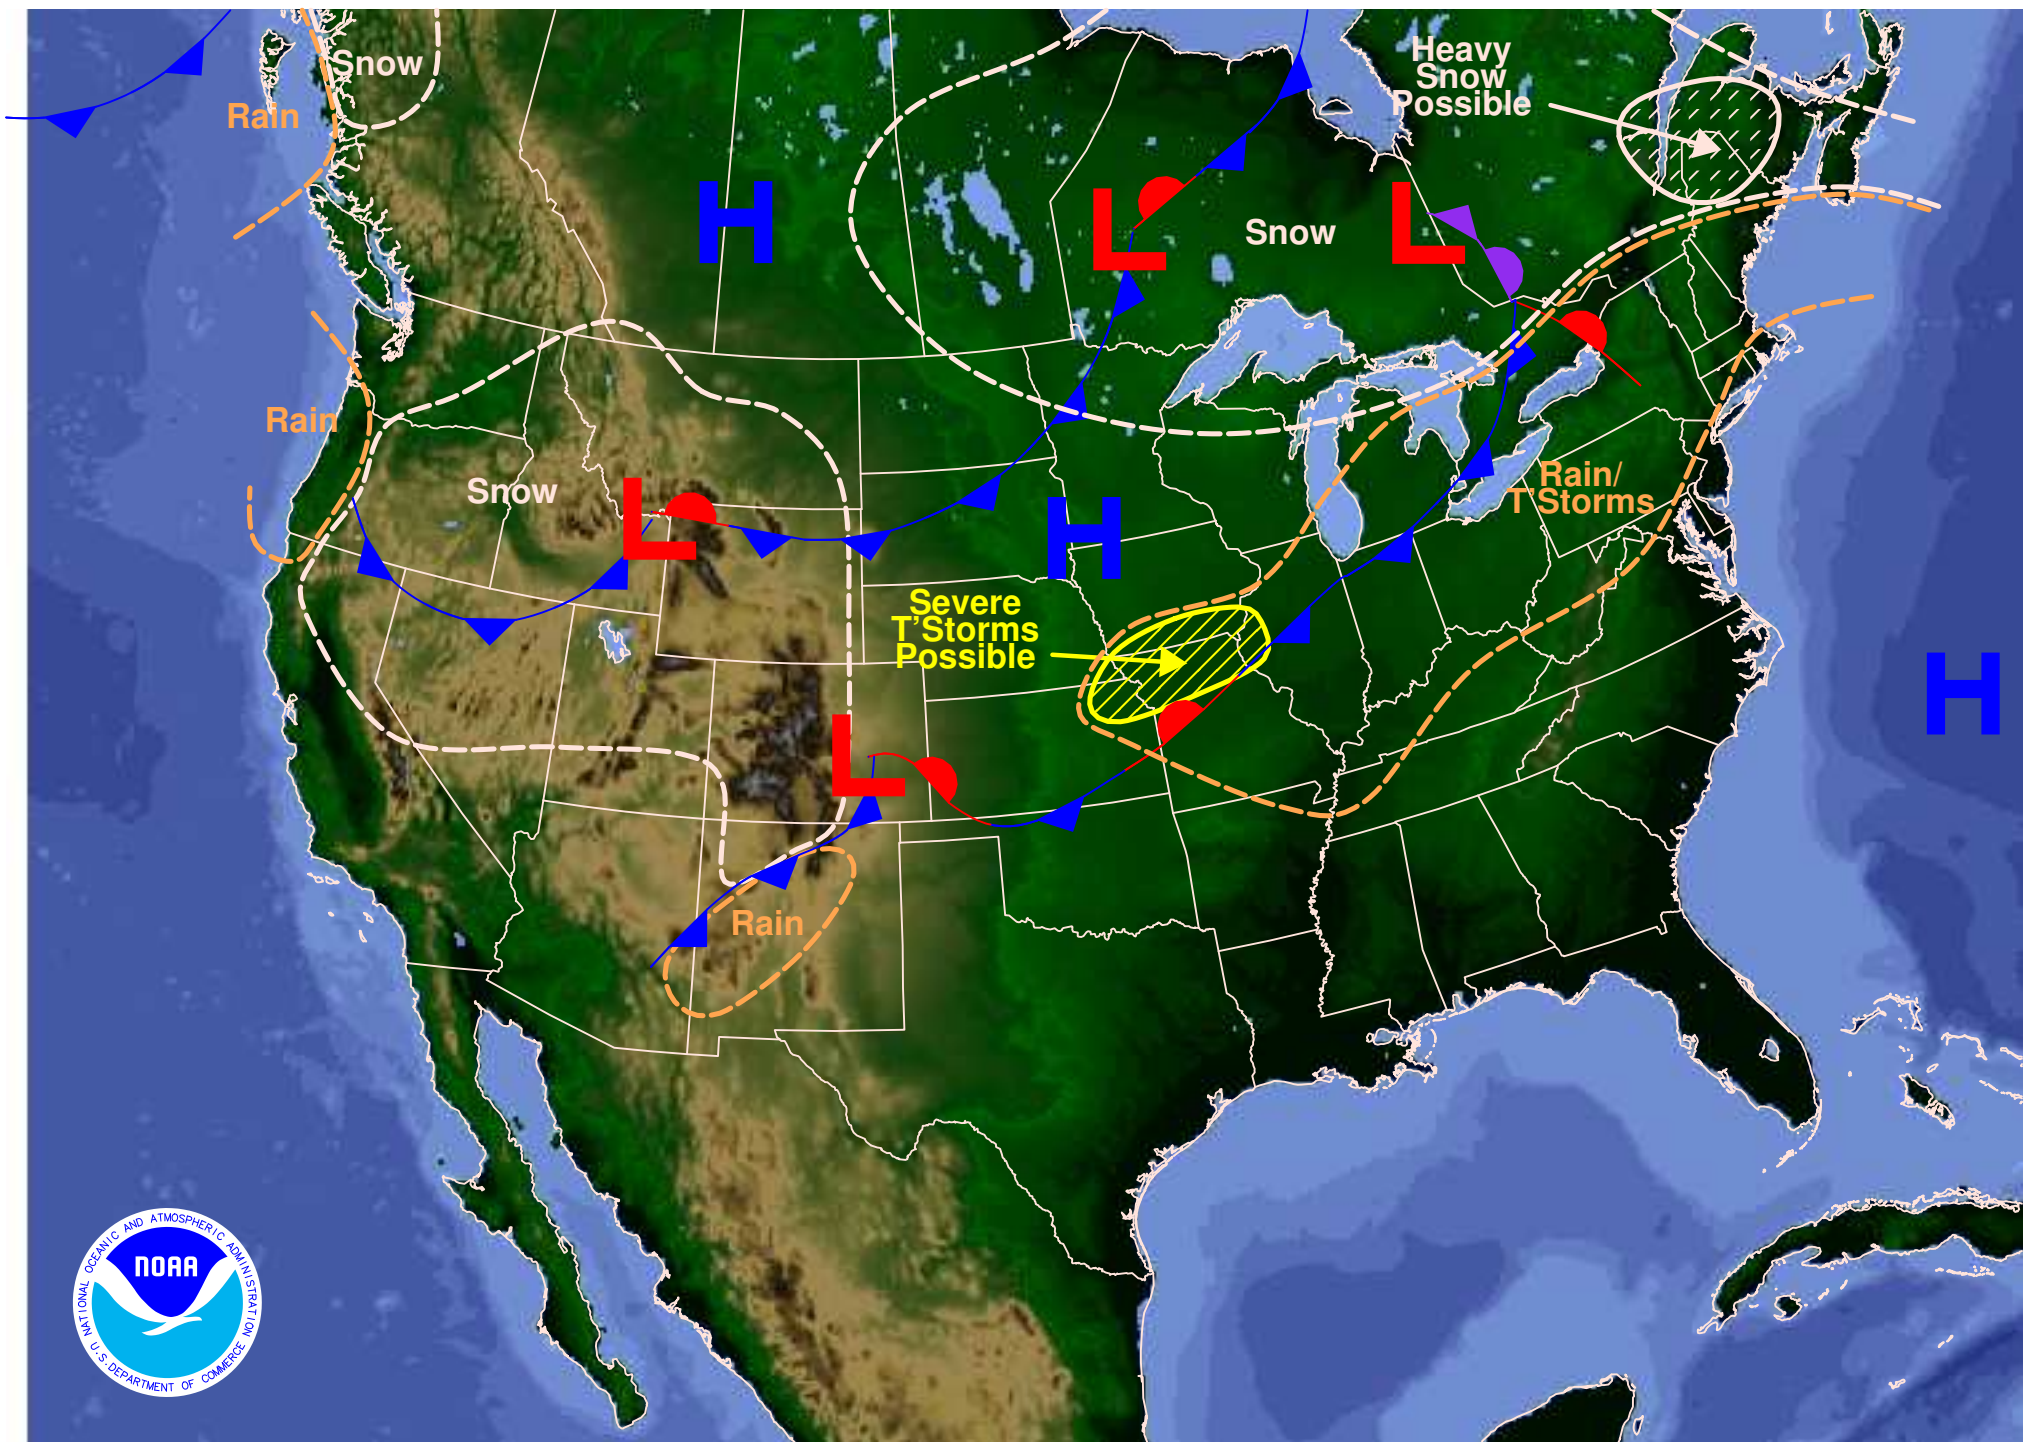 Snow
Rain
Heavy
Snow
Possible
H
L
Snow
L
Rain
Snow
L
H
Rain/
T'Storms
Severe
T'Storms
Possible
H
L
Rain
NATIONAL OCEANIC AND ATMOSPHERIC ADMINISTRATION
NOAA
U.S. DEPARTMENT OF COMMERCE